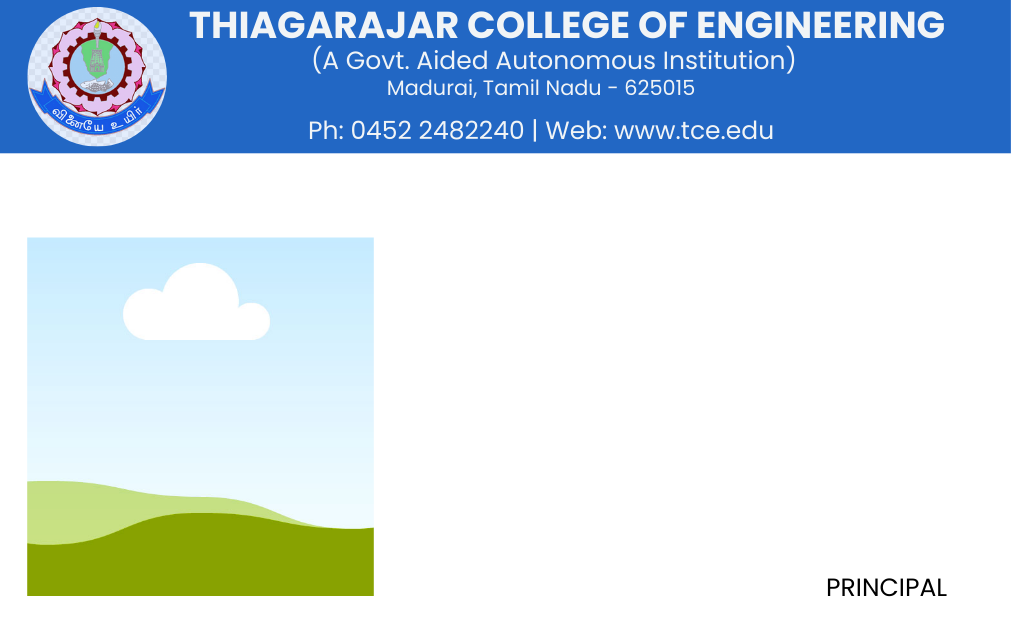 THIAGARAJAR COLLEGE OF ENGINEERING
(A Govt. Aided Autonomous Institution)
Madurai, Tamil Nadu - 625015
Ph: 0452 2482240 | Web: www.tce.edu
வினையே உயிர்
PRINCIPAL